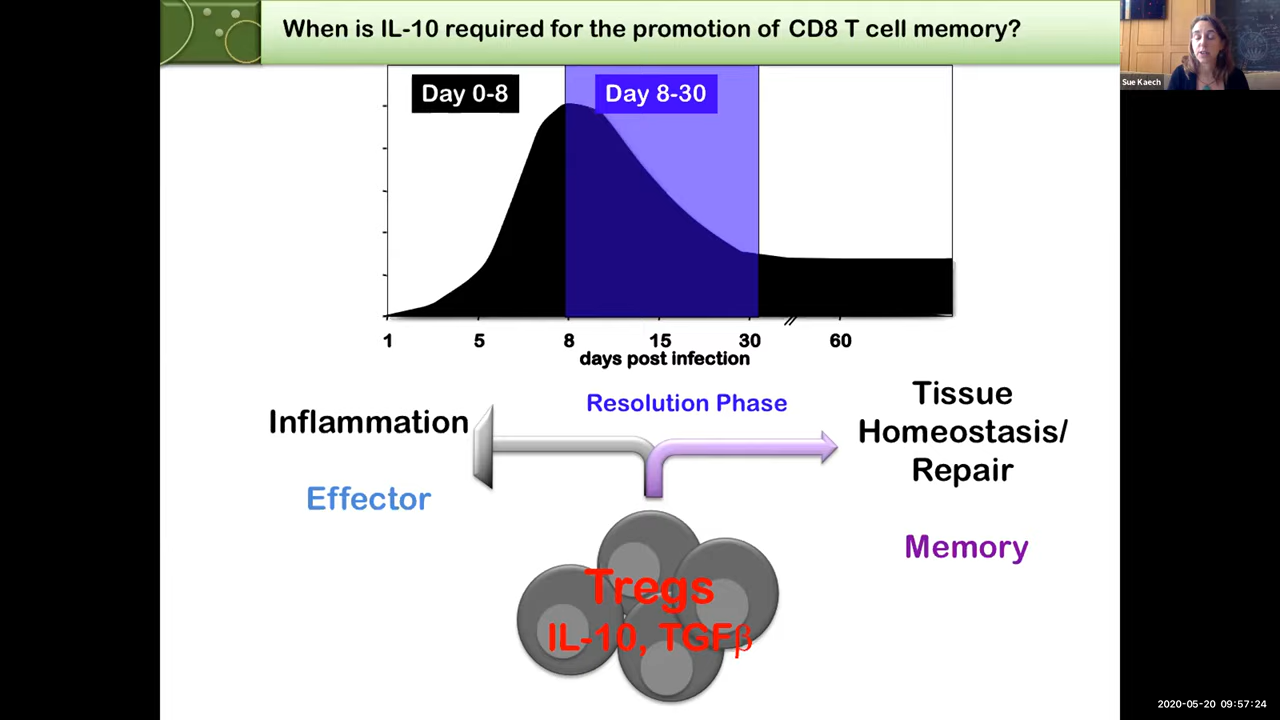 When is IL-10 required for the promotion of CD8 T cell memory?
Sue Kaech
Day 0-8
Day 8-30
1 5 8 15 30 60
days post infection
Resolution Phase
Inflammation
Effector
Tissue
Homeostasis/
Repair
Memory
Tregs
IL-10, TGFβ
2020-05-20 09:57:24